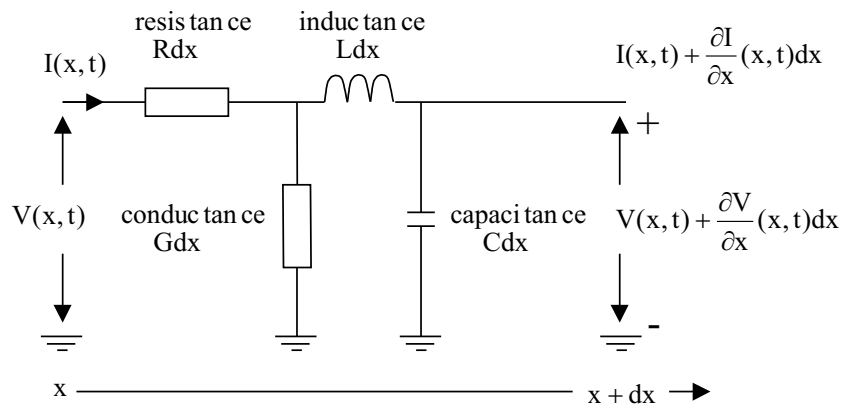 resis tan ce
Rdx
induc tan ce
Ldx
I(x, t)
I(x, t) + ∂I/∂x (x, t)dx
+
V(x, t)
conduc tan ce
Gdx
capaci tan ce
Cdx
V(x, t) + ∂V/∂x (x, t)dx
-
x
x + dx